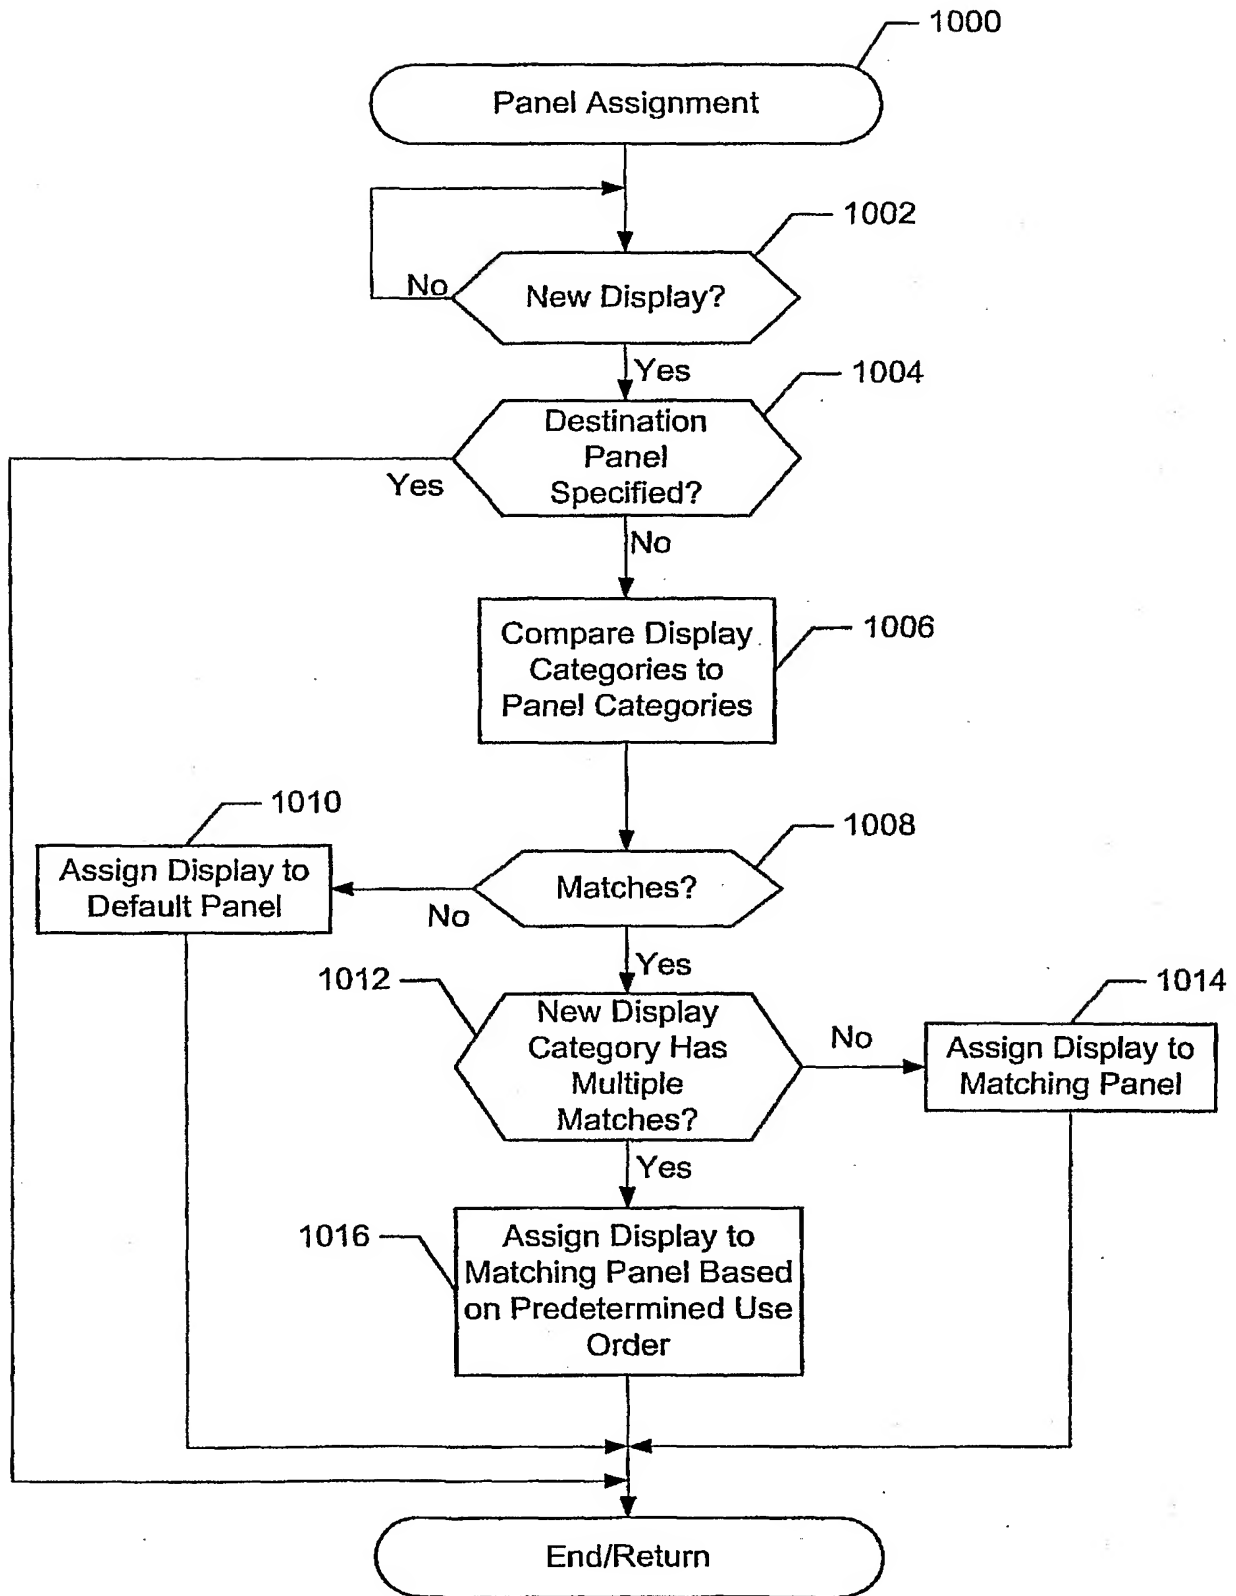 1000
Panel Assignment
1002
New Display?
No
Yes
1004
Destination
Panel
Specified?
Yes
No
Compare Display
Categories to
Panel Categories
1006
1010
Assign Display to
Default Panel
1008
Matches?
No
Yes
1012
New Display
Category Has
Multiple
Matches?
No
1014
Assign Display to
Matching Panel
Yes
1016
Assign Display to
Matching Panel Based
on Predetermined Use
Order
End/Return